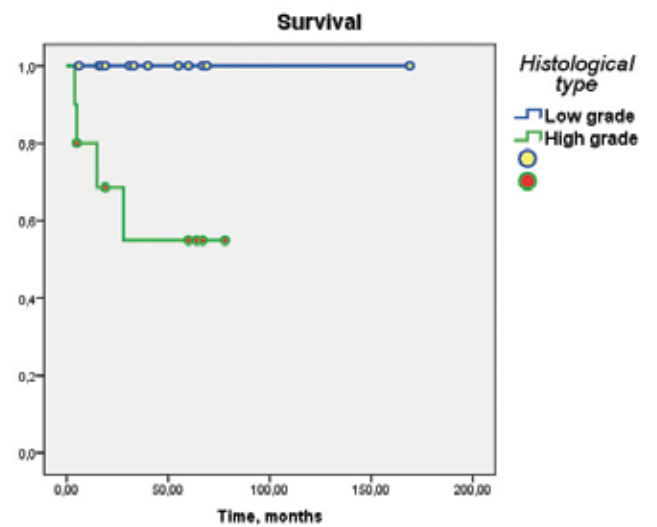 Survival
1,0
0,8
0,6
0,4
0,2
0,0
0,00
50,00
100,00
150,00
200,00
Time, months
Histological
type
Low grade
High grade